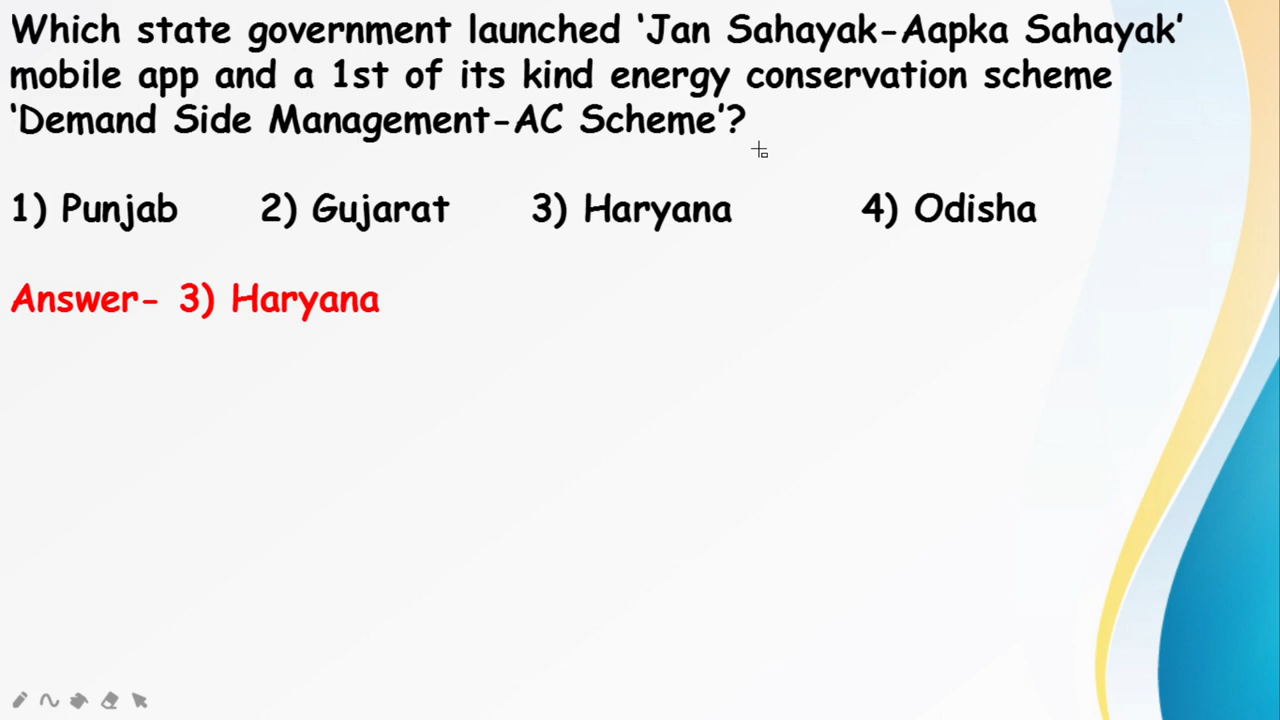 Which state government launched ‘Jan Sahayak-Aapka Sahayak’
mobile app and a 1st of its kind energy conservation scheme
‘Demand Side Management-AC Scheme’?
1) Punjab 2) Gujarat 3) Haryana 4) Odisha
Answer- 3) Haryana